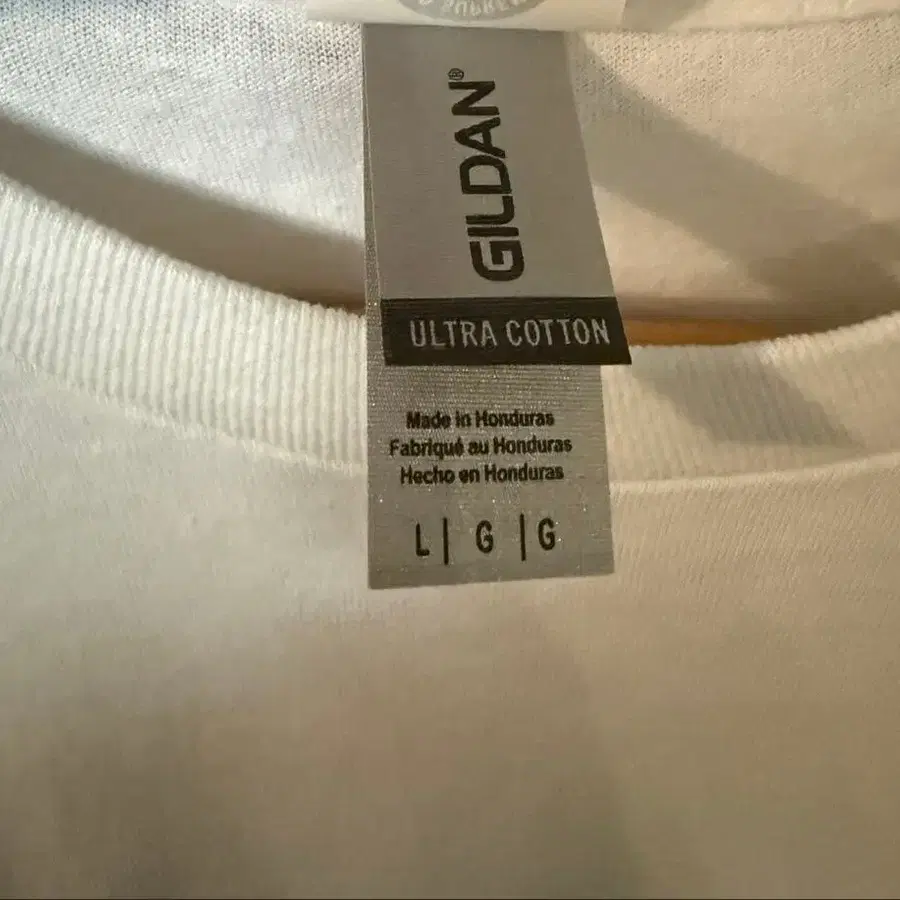 GILDAN®
ULTRA COTTON
Made in Honduras
Fabriqué au Honduras
Hecho en Honduras
L | G | G